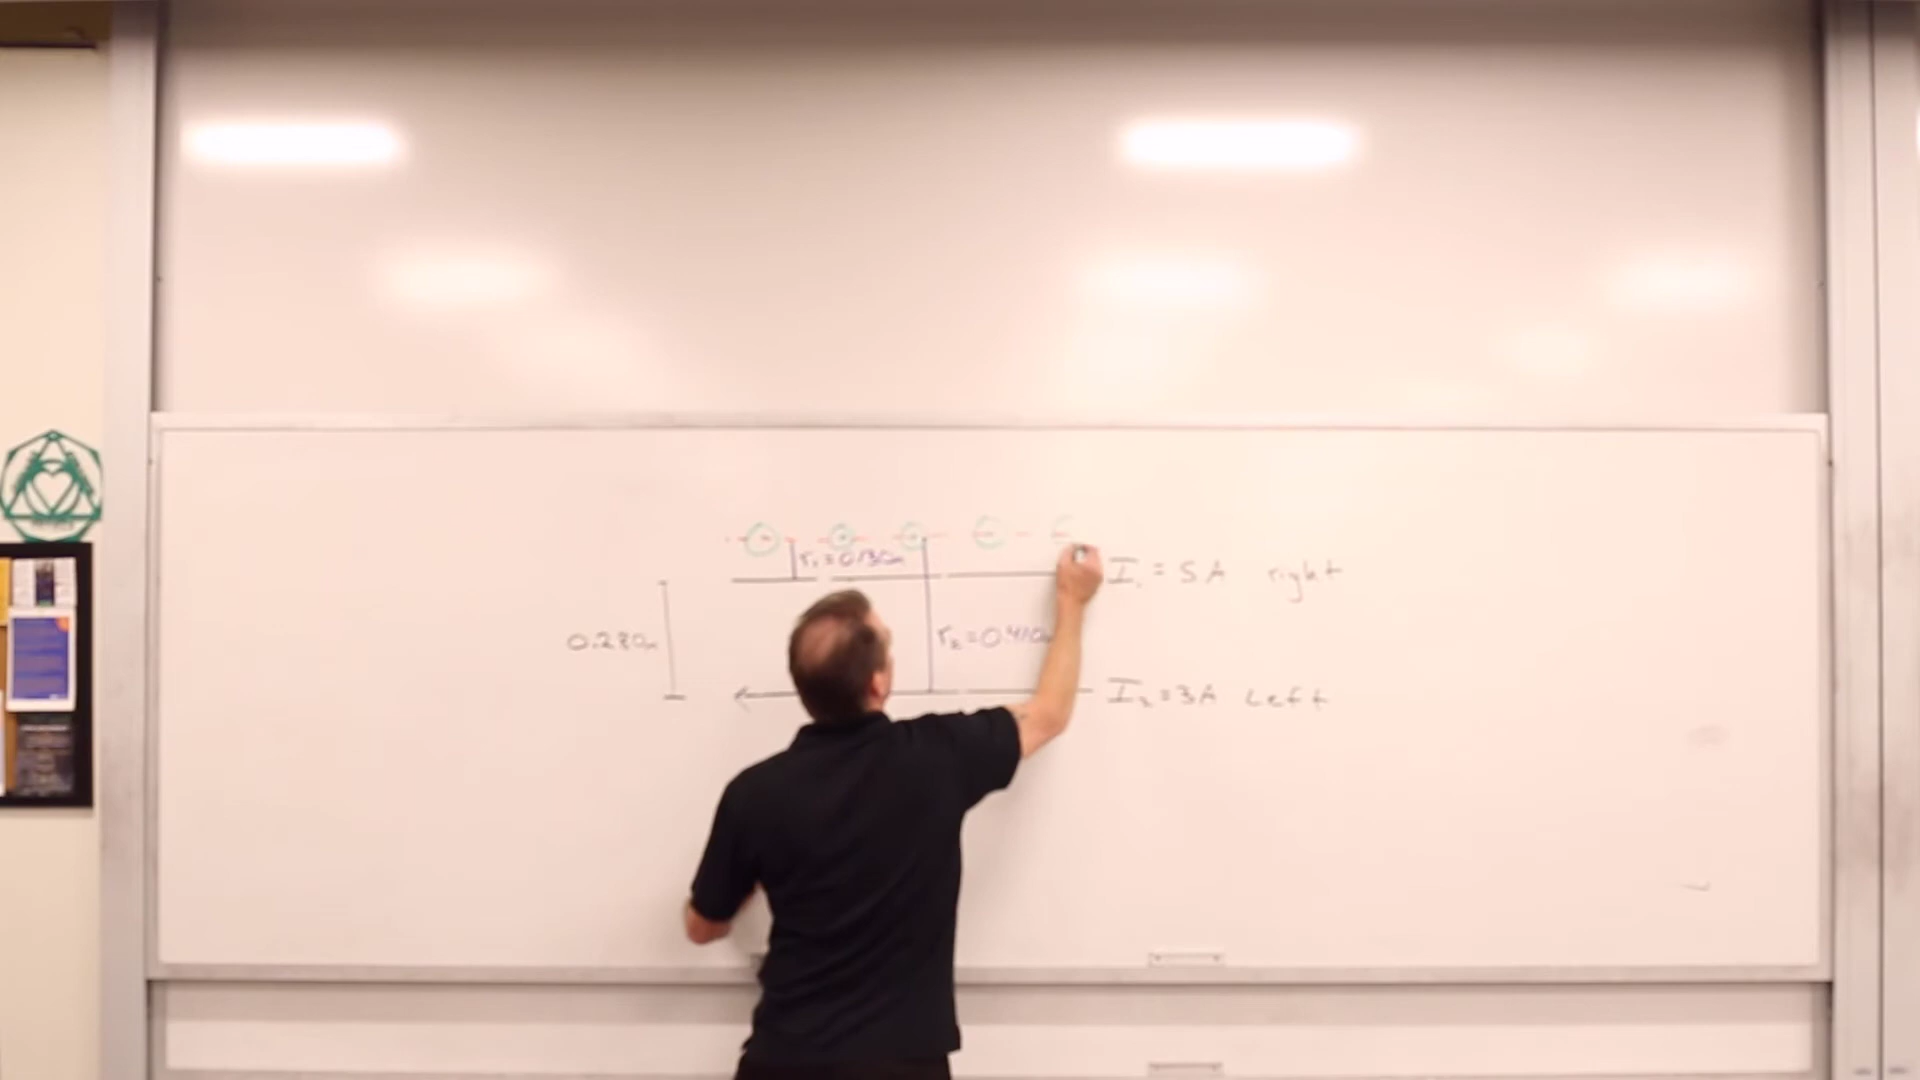 r₁=0.130m
I₁ = 5A right
0.280m
r₂=0.410m
I₂=3A Left